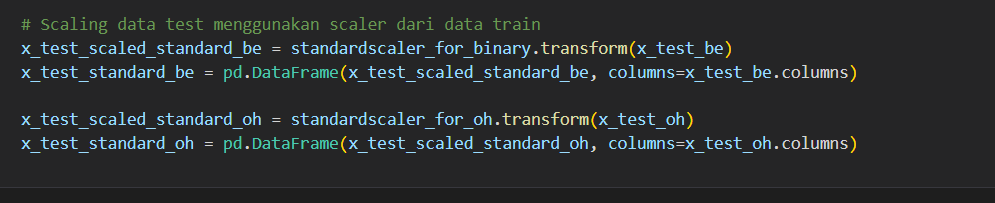 # Scaling data test menggunakan scaler dari data train
x_test_scaled_standard_be = standardscaler_for_binary.transform(x_test_be)
x_test_standard_be = pd.DataFrame(x_test_scaled_standard_be, columns=x_test_be.columns)
x_test_scaled_standard_oh = standardscaler_for_oh.transform(x_test_oh)
x_test_standard_oh = pd.DataFrame(x_test_scaled_standard_oh, columns=x_test_oh.columns)